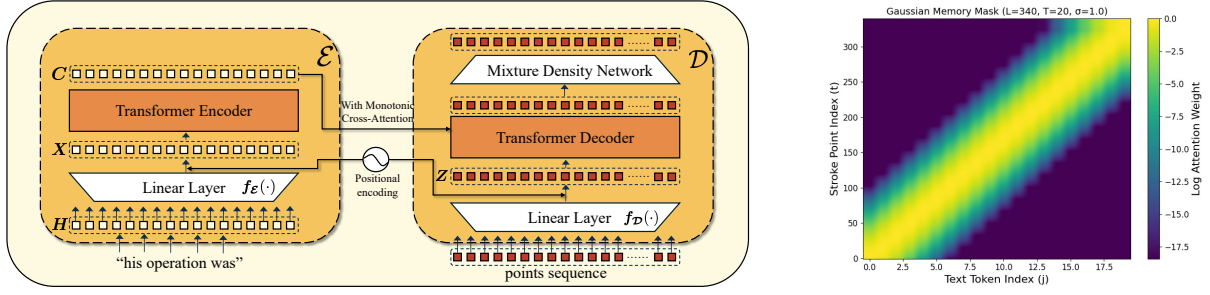 ℰ
C
Transformer Encoder
X
Linear Layer f_ℰ(·)
H
“his operation was”
With Monotonic
Cross-Attention
Positional
encoding
𝒟
......
Mixture Density Network
......
Transformer Decoder
Z
......
Linear Layer f_𝒟(·)
......
points sequence
Gaussian Memory Mask (L=340, T=20, σ=1.0)
Stroke Point Index (t)
300
250
200
150
100
50
0
0.0 2.5 5.0 7.5 10.0 12.5 15.0 17.5
Text Token Index (j)
0.0
−2.5
−5.0
−7.5
−10.0
−12.5
−15.0
−17.5
Log Attention Weight